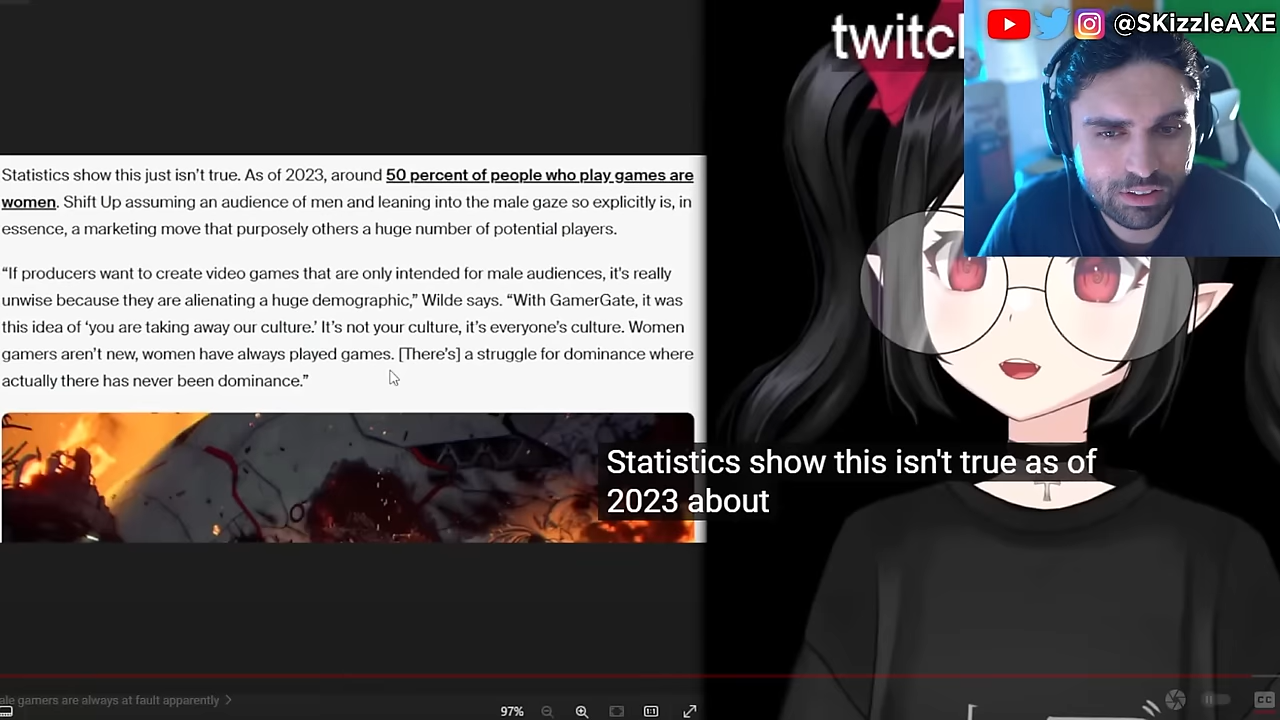 twitcl
@SKizzleAXE
Statistics show this just isn’t true. As of 2023, around 50 percent of people who play games are
women. Shift Up assuming an audience of men and leaning into the male gaze so explicitly is, in
essence, a marketing move that purposely others a huge number of potential players.
“If producers want to create video games that are only intended for male audiences, it's really
unwise because they are alienating a huge demographic,” Wilde says. “With GamerGate, it was
this idea of ‘you are taking away our culture.’ It’s not your culture, it’s everyone’s culture. Women
gamers aren’t new, women have always played games. [There’s] a struggle for dominance where
actually there has never been dominance.”
Statistics show this isn't true as of
2023 about
ale gamers are always at fault apparently
97%
1:1
CC